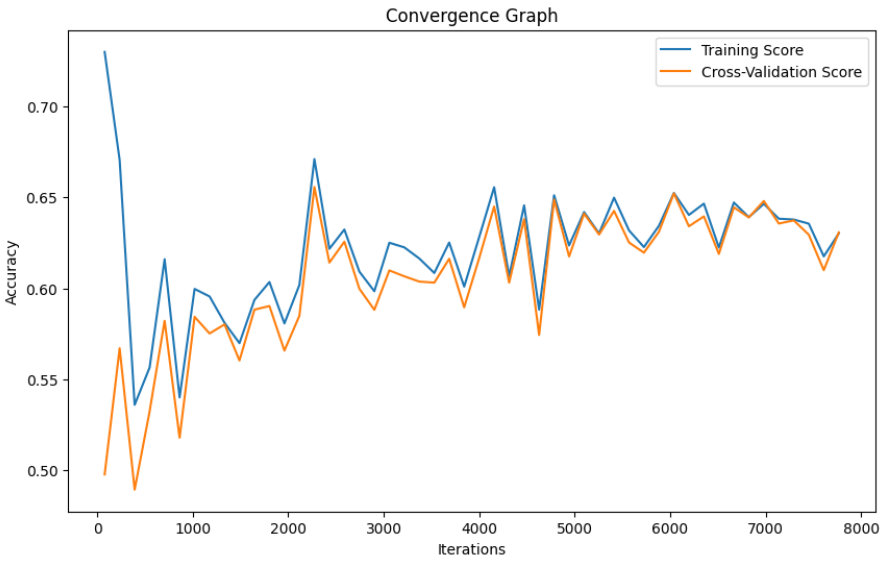 Convergence Graph
Training Score
Cross-Validation Score
0.70
0.65
0.60
0.55
0.50
Accuracy
0 1000 2000 3000 4000 5000 6000 7000 8000
Iterations